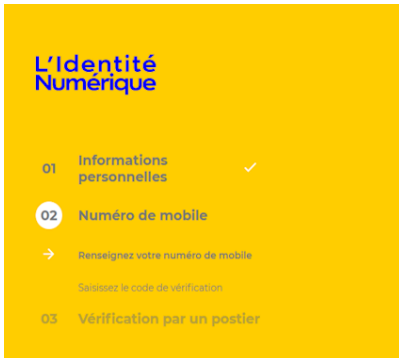 L'Identité
Numérique
01 Informations
personnelles
02 Numéro de mobile
Renseignez votre numéro de mobile
Saisissez le code de vérification
03 Vérification par un postier